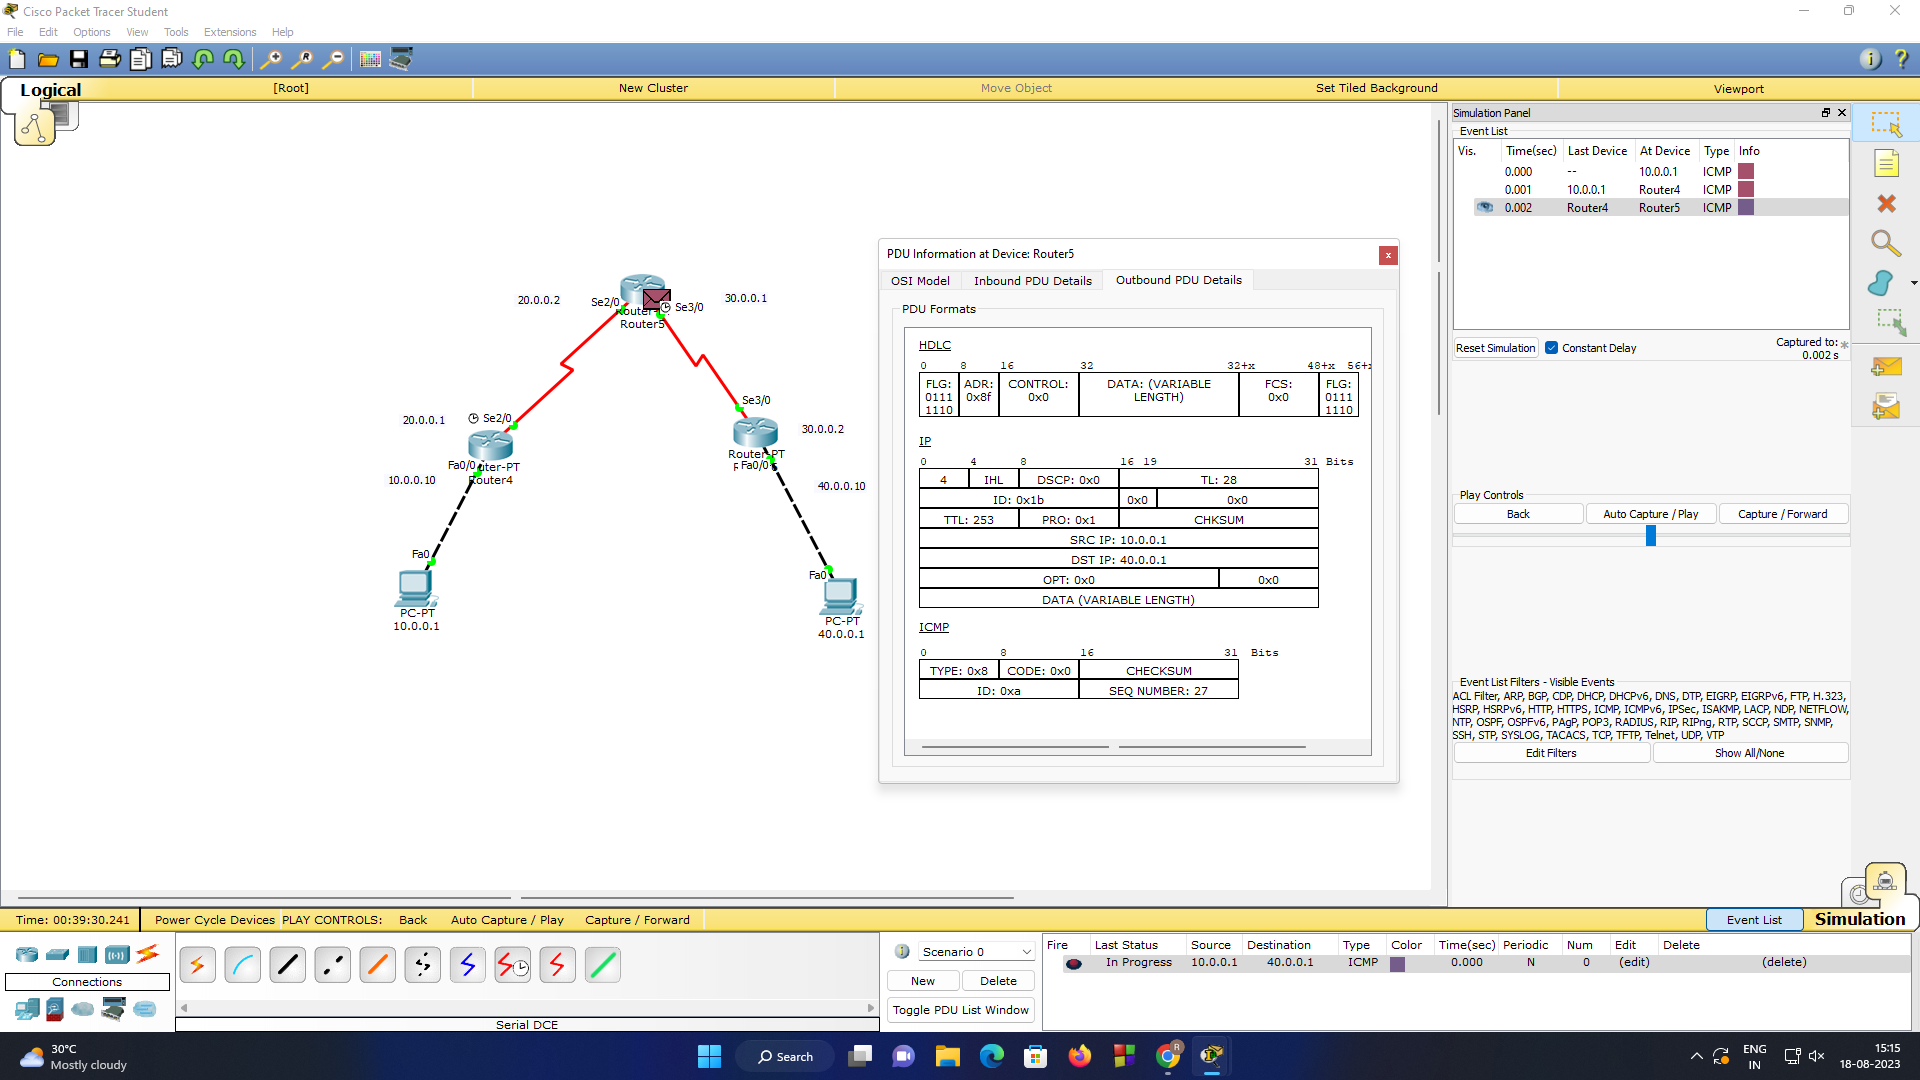 Cisco Packet Tracer Student
File Edit Options View Tools Extensions Help
Logical
[Root]
New Cluster
Move Object
Set Tiled Background
Viewport
20.0.0.2
Se2/0
Se3/0
30.0.0.1
Router5
Se3/0
20.0.0.1
Se2/0
30.0.0.2
Router-PT
Fa0/0
uter-PT
Fa0/0
Router4
10.0.0.10
40.0.0.10
Fa0
Fa0
PC-PT
10.0.0.1
PC-PT
40.0.0.1
PDU Information at Device: Router5
x
OSI Model
Inbound PDU Details
Outbound PDU Details
PDU Formats
HDLC
0 8 16 32 32+x 48+x 56+
FLG: 0111 1110
ADR: 0x8f
CONTROL: 0x0
DATA: (VARIABLE LENGTH)
FCS: 0x0
FLG: 0111 1110
IP
0 4 8 16 19 31 Bits
4 IHL DSCP: 0x0 TL: 28
ID: 0x1b 0x0 0x0
TTL: 253 PRO: 0x1 CHKSUM
SRC IP: 10.0.0.1
DST IP: 40.0.0.1
OPT: 0x0 0x0
DATA (VARIABLE LENGTH)
ICMP
0 8 16 31 Bits
TYPE: 0x8 CODE: 0x0 CHECKSUM
ID: 0xa SEQ NUMBER: 27
Simulation Panel
Event List
Vis. Time(sec) Last Device At Device Type Info
0.000 -- 10.0.0.1 ICMP
0.001 10.0.0.1 Router4 ICMP
0.002 Router4 Router5 ICMP
Reset Simulation
Constant Delay
Captured to: *
0.002 s
Play Controls
Back
Auto Capture / Play
Capture / Forward
Event List Filters - Visible Events
ACL Filter, ARP, BGP, CDP, DHCP, DHCPv6, DNS, DTP, EIGRP, EIGRPv6, FTP, H.323,
HSRP, HSRPv6, HTTP, HTTPS, ICMP, ICMPv6, IPSec, ISAKMP, LACP, NDP, NETFLOW,
NTP, OSPF, OSPFv6, PAgP, POP3, RADIUS, RIP, RIPng, RTP, SCCP, SMTP, SNMP,
SSH, STP, SYSLOG, TACACS, TCP, TFTP, Telnet, UDP, VTP
Edit Filters
Show All/None
Time: 00:39:30.241
Power Cycle Devices
PLAY CONTROLS:
Back
Auto Capture / Play
Capture / Forward
Event List
Simulation
Connections
Serial DCE
Scenario 0
New
Delete
Toggle PDU List Window
Fire Last Status Source Destination Type Color Time(sec) Periodic Num Edit Delete
In Progress 10.0.0.1 40.0.0.1 ICMP 0.000 N 0 (edit) (delete)
30°C
Mostly cloudy
Search
R
ENG
IN
15:15
18-08-2023